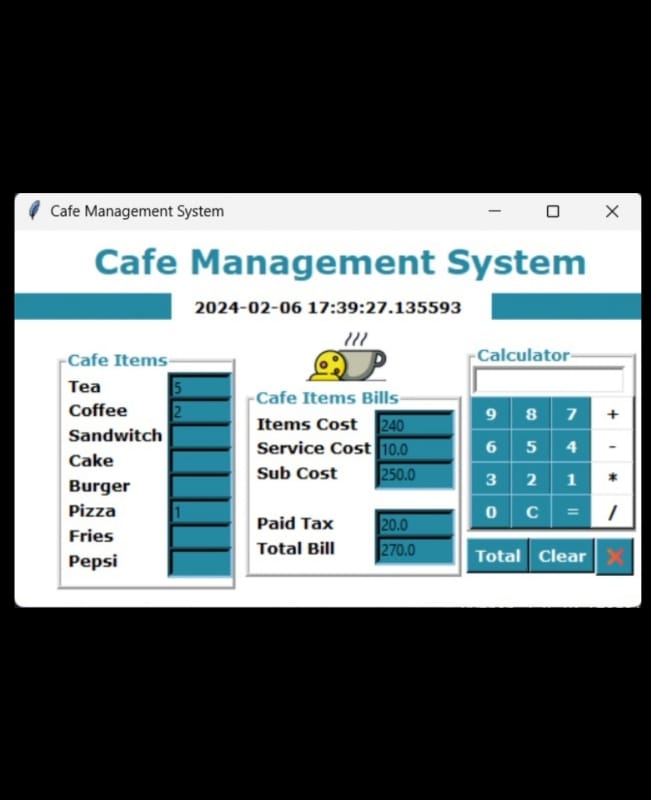 Cafe Management System
Cafe Management System
2024-02-06 17:39:27.135593
Cafe Items
Tea 5
Coffee 2
Sandwitch
Cake
Burger
Pizza 1
Fries
Pepsi
Cafe Items Bills
Items Cost 240
Service Cost 10.0
Sub Cost 250.0
Paid Tax 20.0
Total Bill 270.0
Calculator
9 8 7 +
6 5 4 -
3 2 1 *
0 C = /
Total Clear